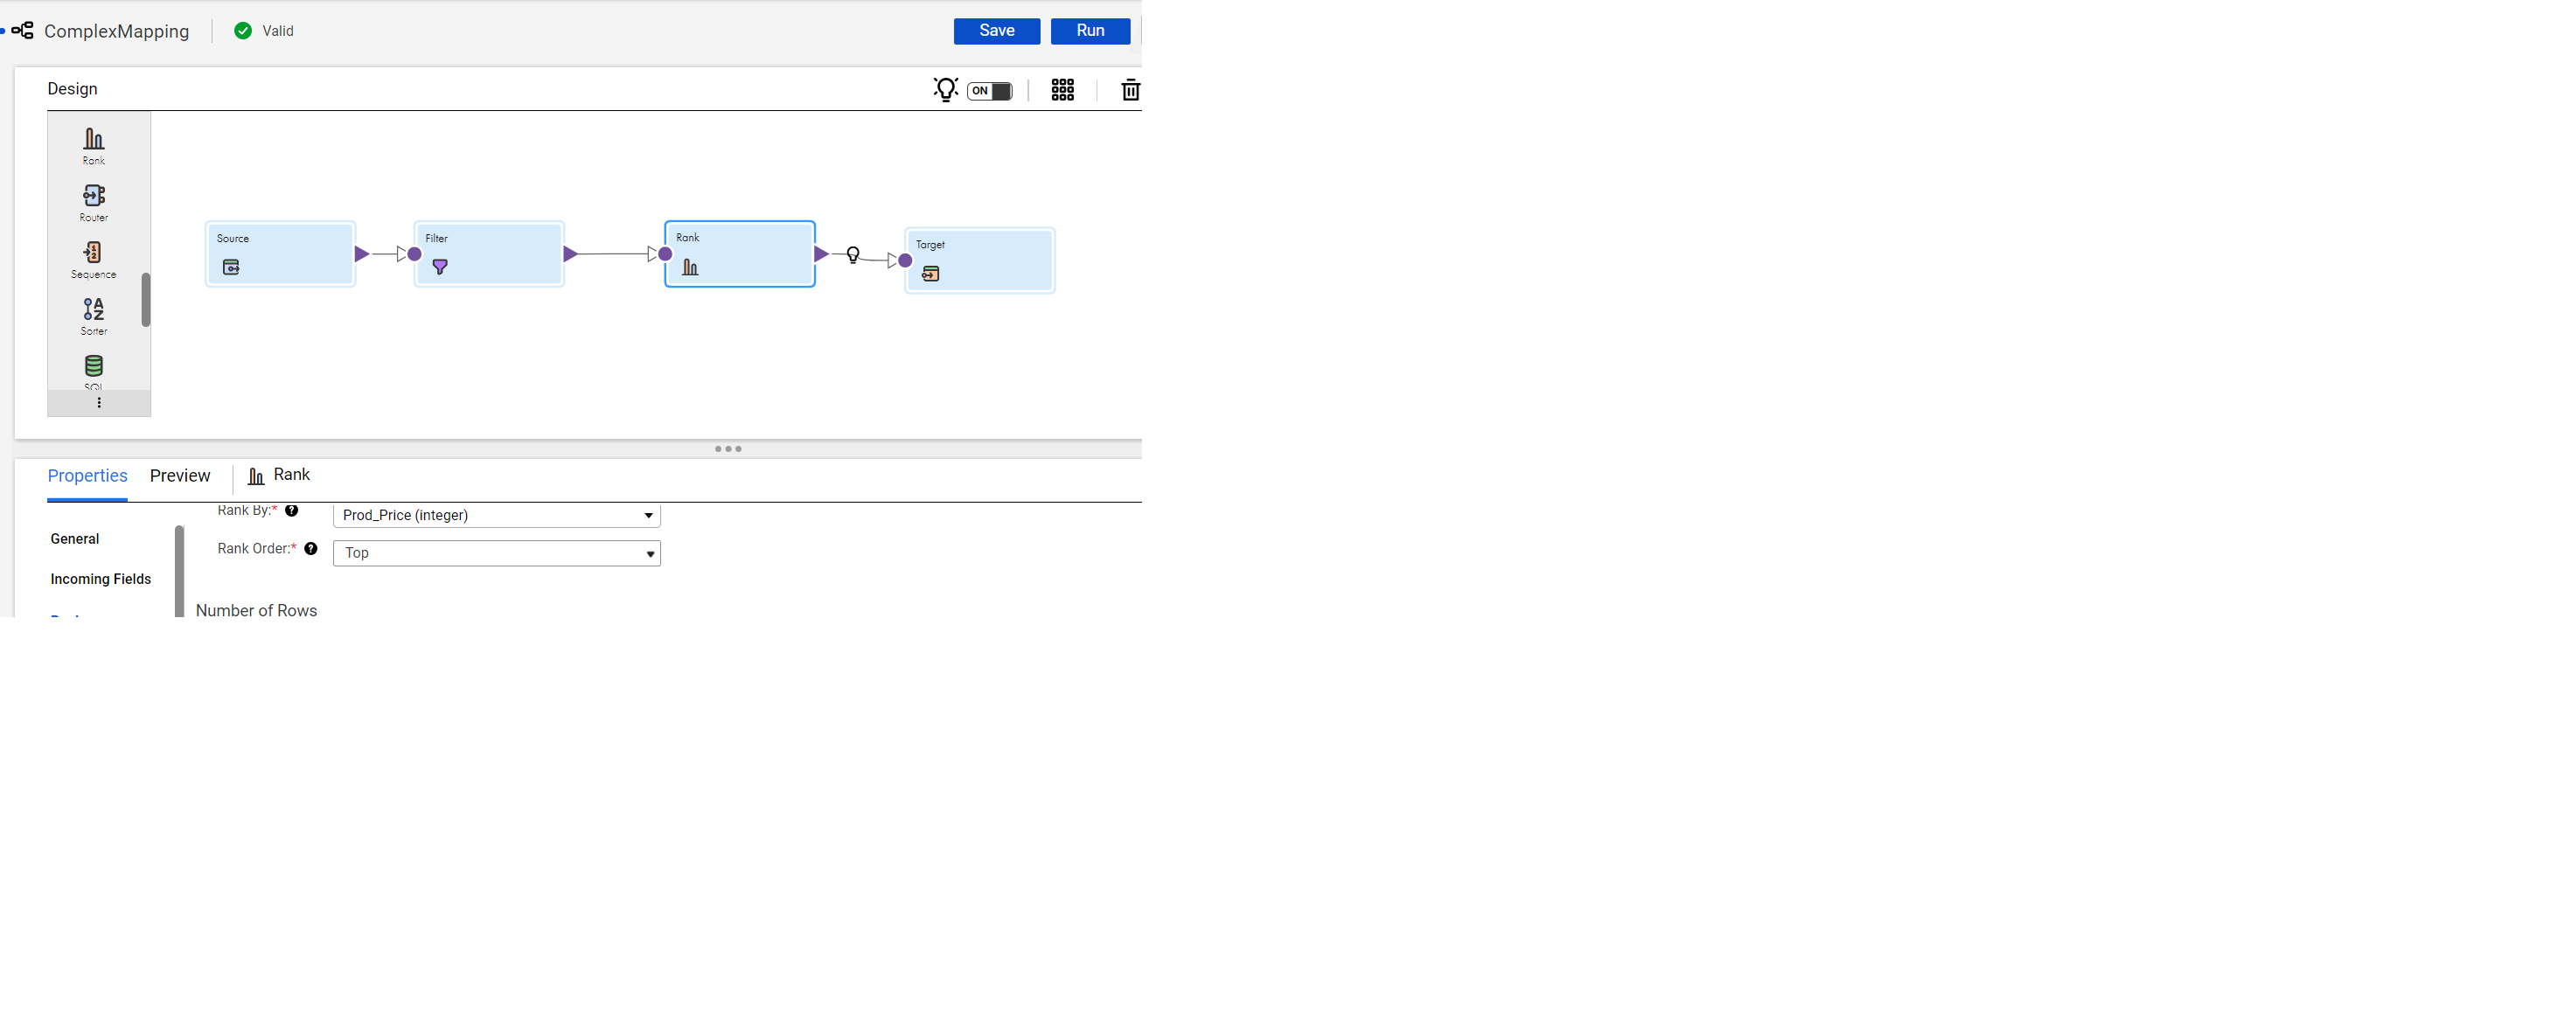 ComplexMapping
Valid
Save
Run
Design
ON
Rank
Router
Sequence
Sorter
SQL
Source
Filter
Rank
Target
Properties
Preview
Rank
General
Incoming Fields
Rank By:*
?
Prod_Price (integer)
Rank Order:*
?
Top
Number of Rows